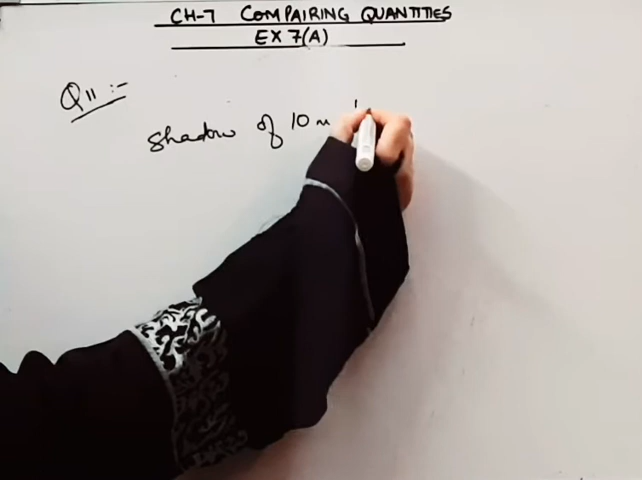 CH-7 COMPAIRING QUANTITIES
EX 7(A)
Q11 :-
Shadow of 10 m